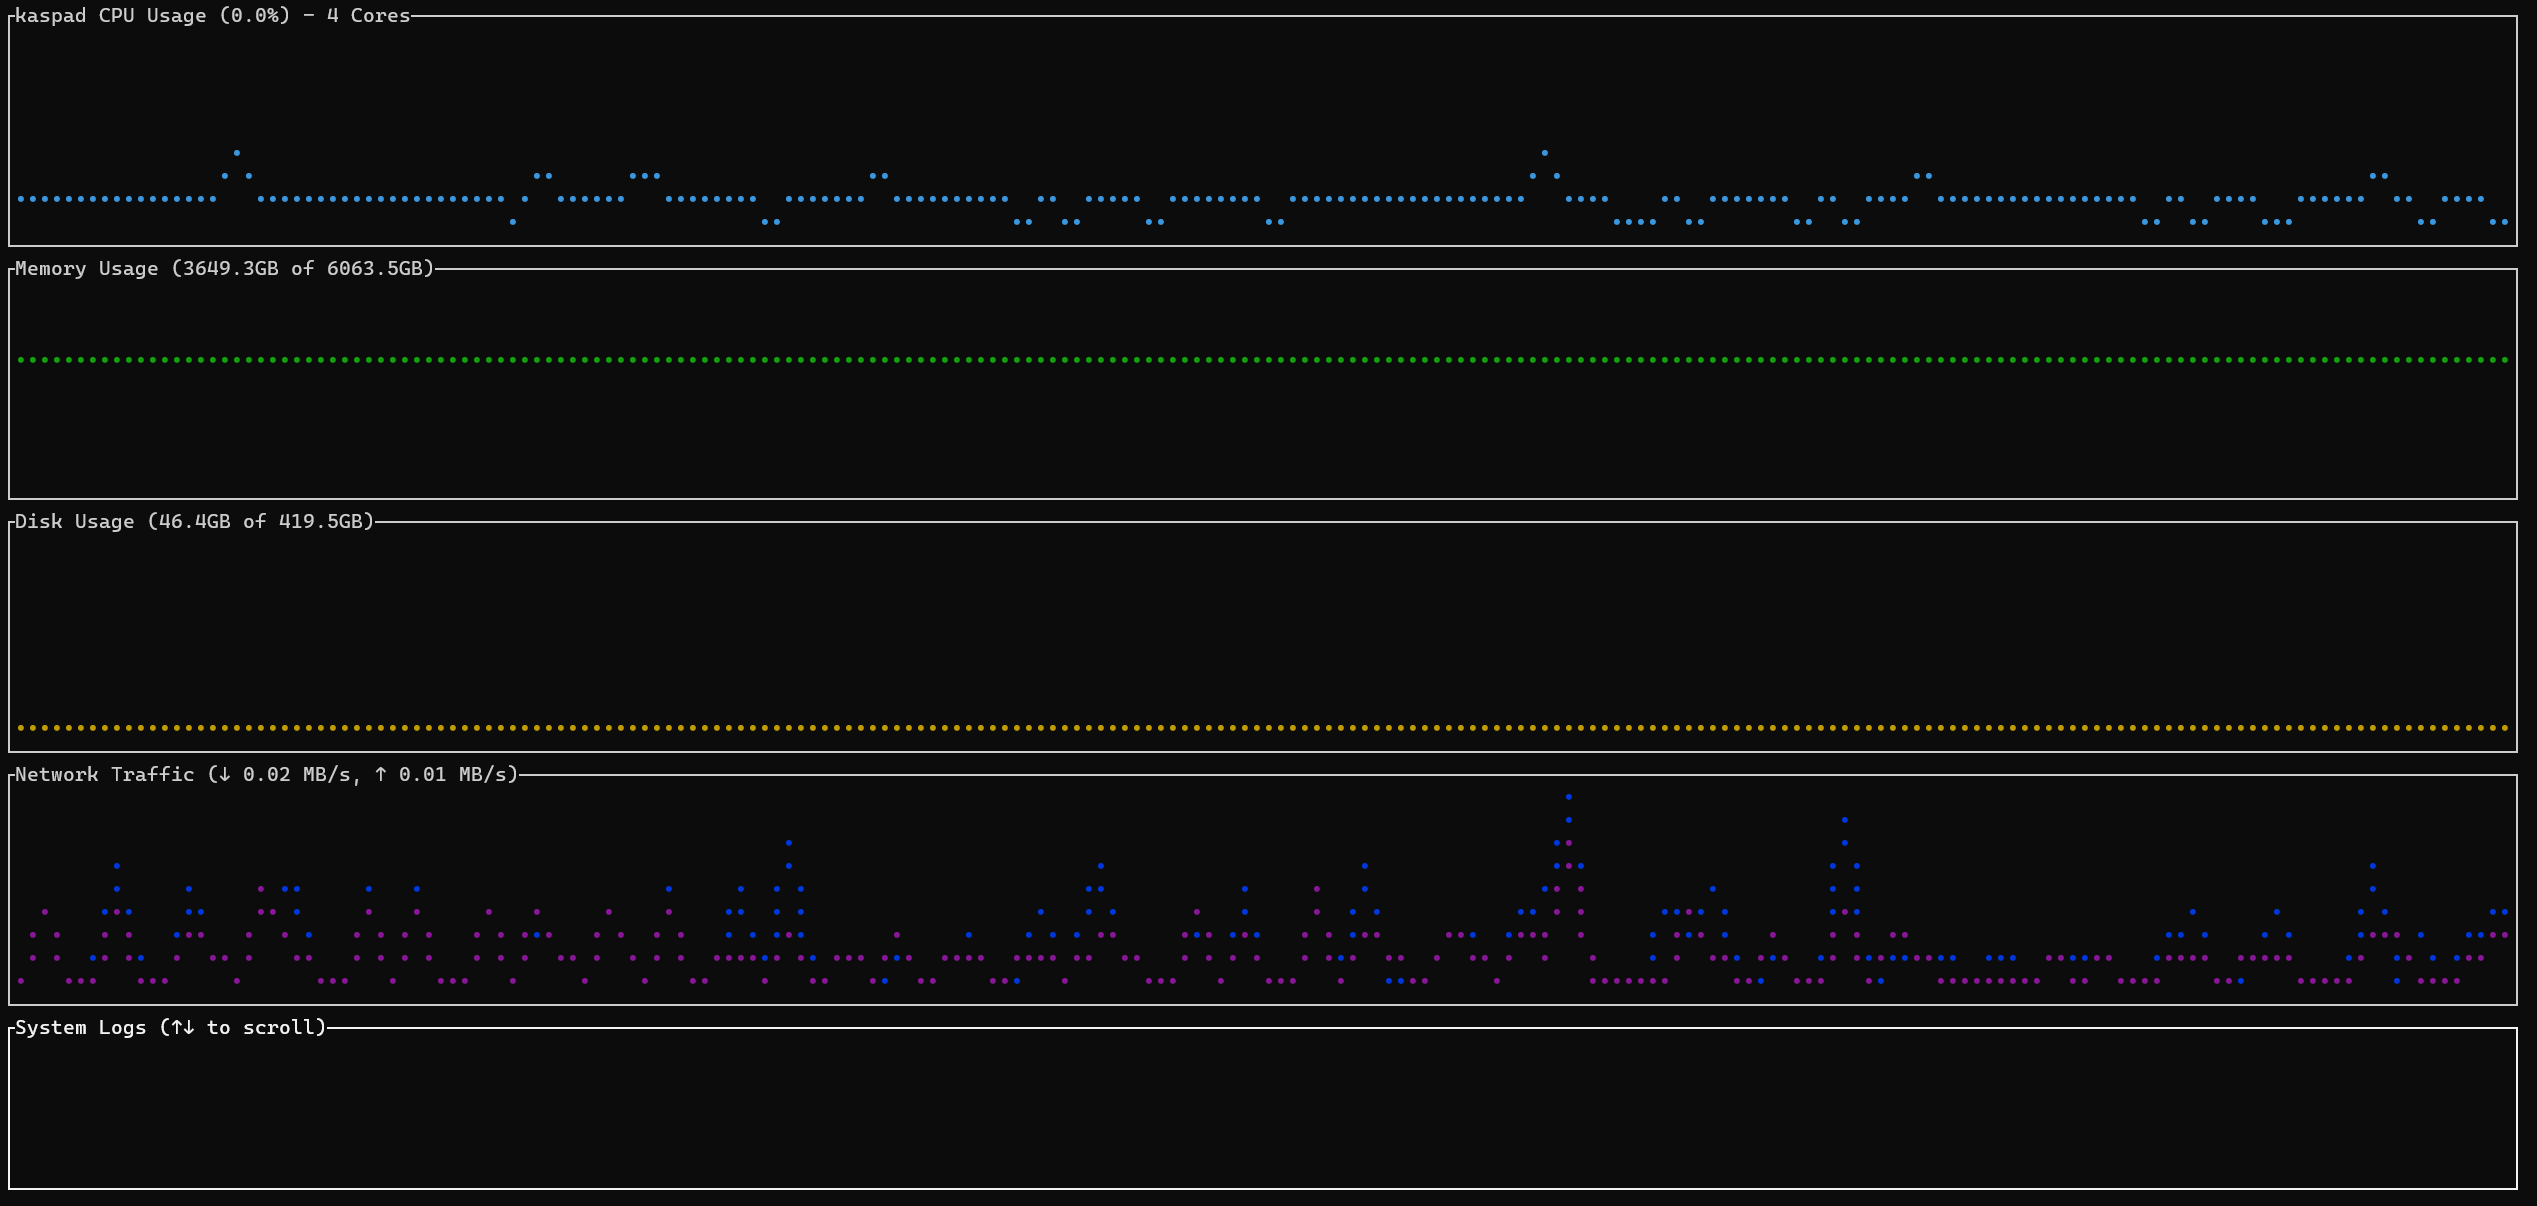 kaspad CPU Usage (0.0%) - 4 Cores
Memory Usage (3649.3GB of 6063.5GB)
Disk Usage (46.4GB of 419.5GB)
Network Traffic (↓ 0.02 MB/s, ↑ 0.01 MB/s)
System Logs (↑↓ to scroll)